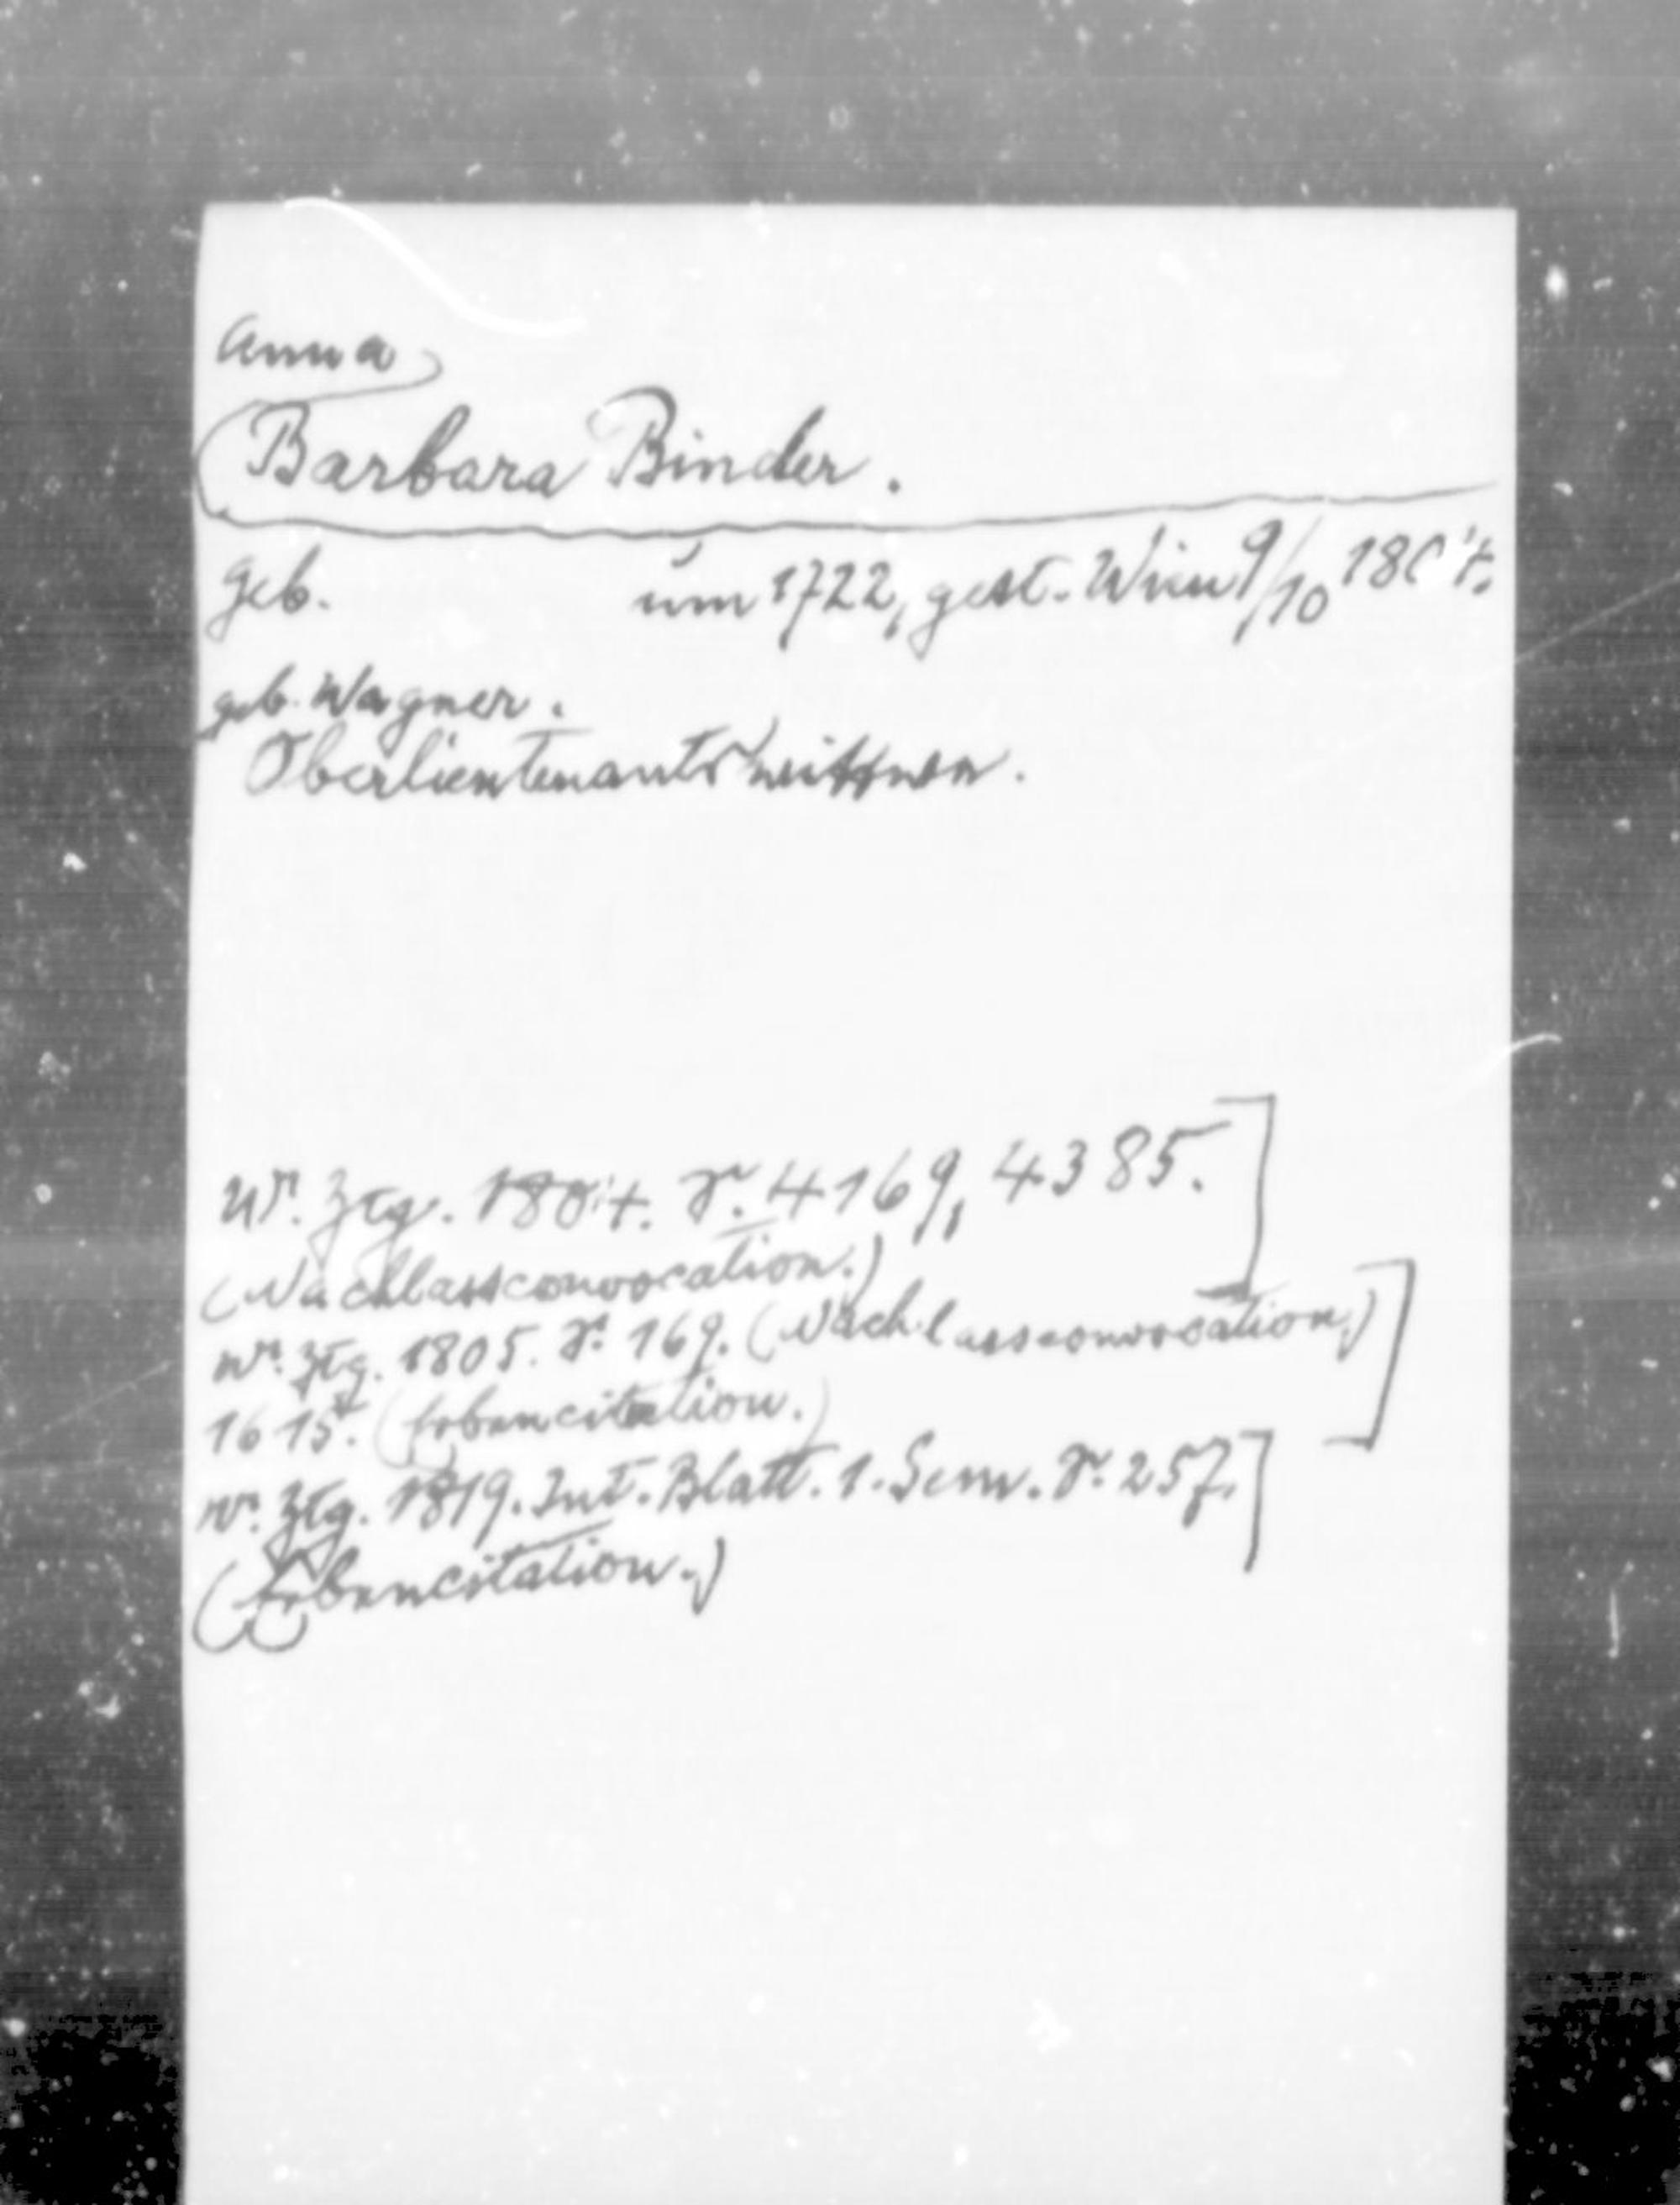 Anna
Barbara Binder.
geb. um 1722, gest. Wien 9/10 1804.
geb. Wagner.
Oberlieutenantswittwen.
Wr. Ztg. 1804. S. 4169, 4385.
(Nachlassconvocation.)
Wr. Ztg. 1805. S. 169. (Nachlassconvocation.)
1615. (Erbencitation.)
Wr. Ztg. 1819. Int. Blatt. 1. Sem. S. 257.
(Erbencitation.)